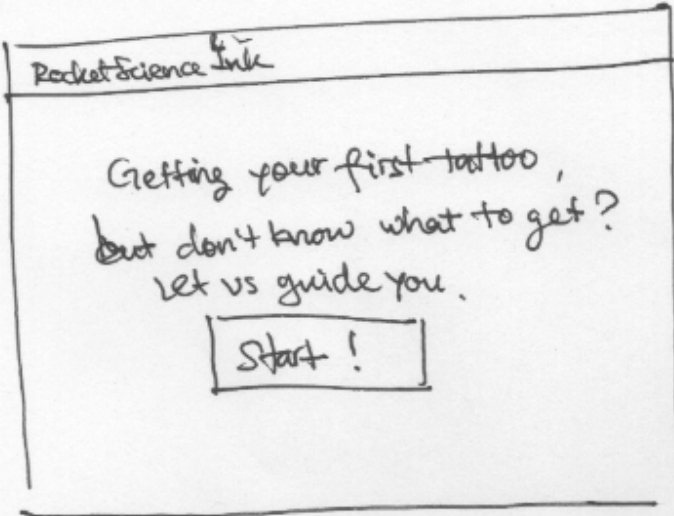 RocketScience Ink
Getting your first tattoo,
but don't know what to get?
Let us guide you.
Start!